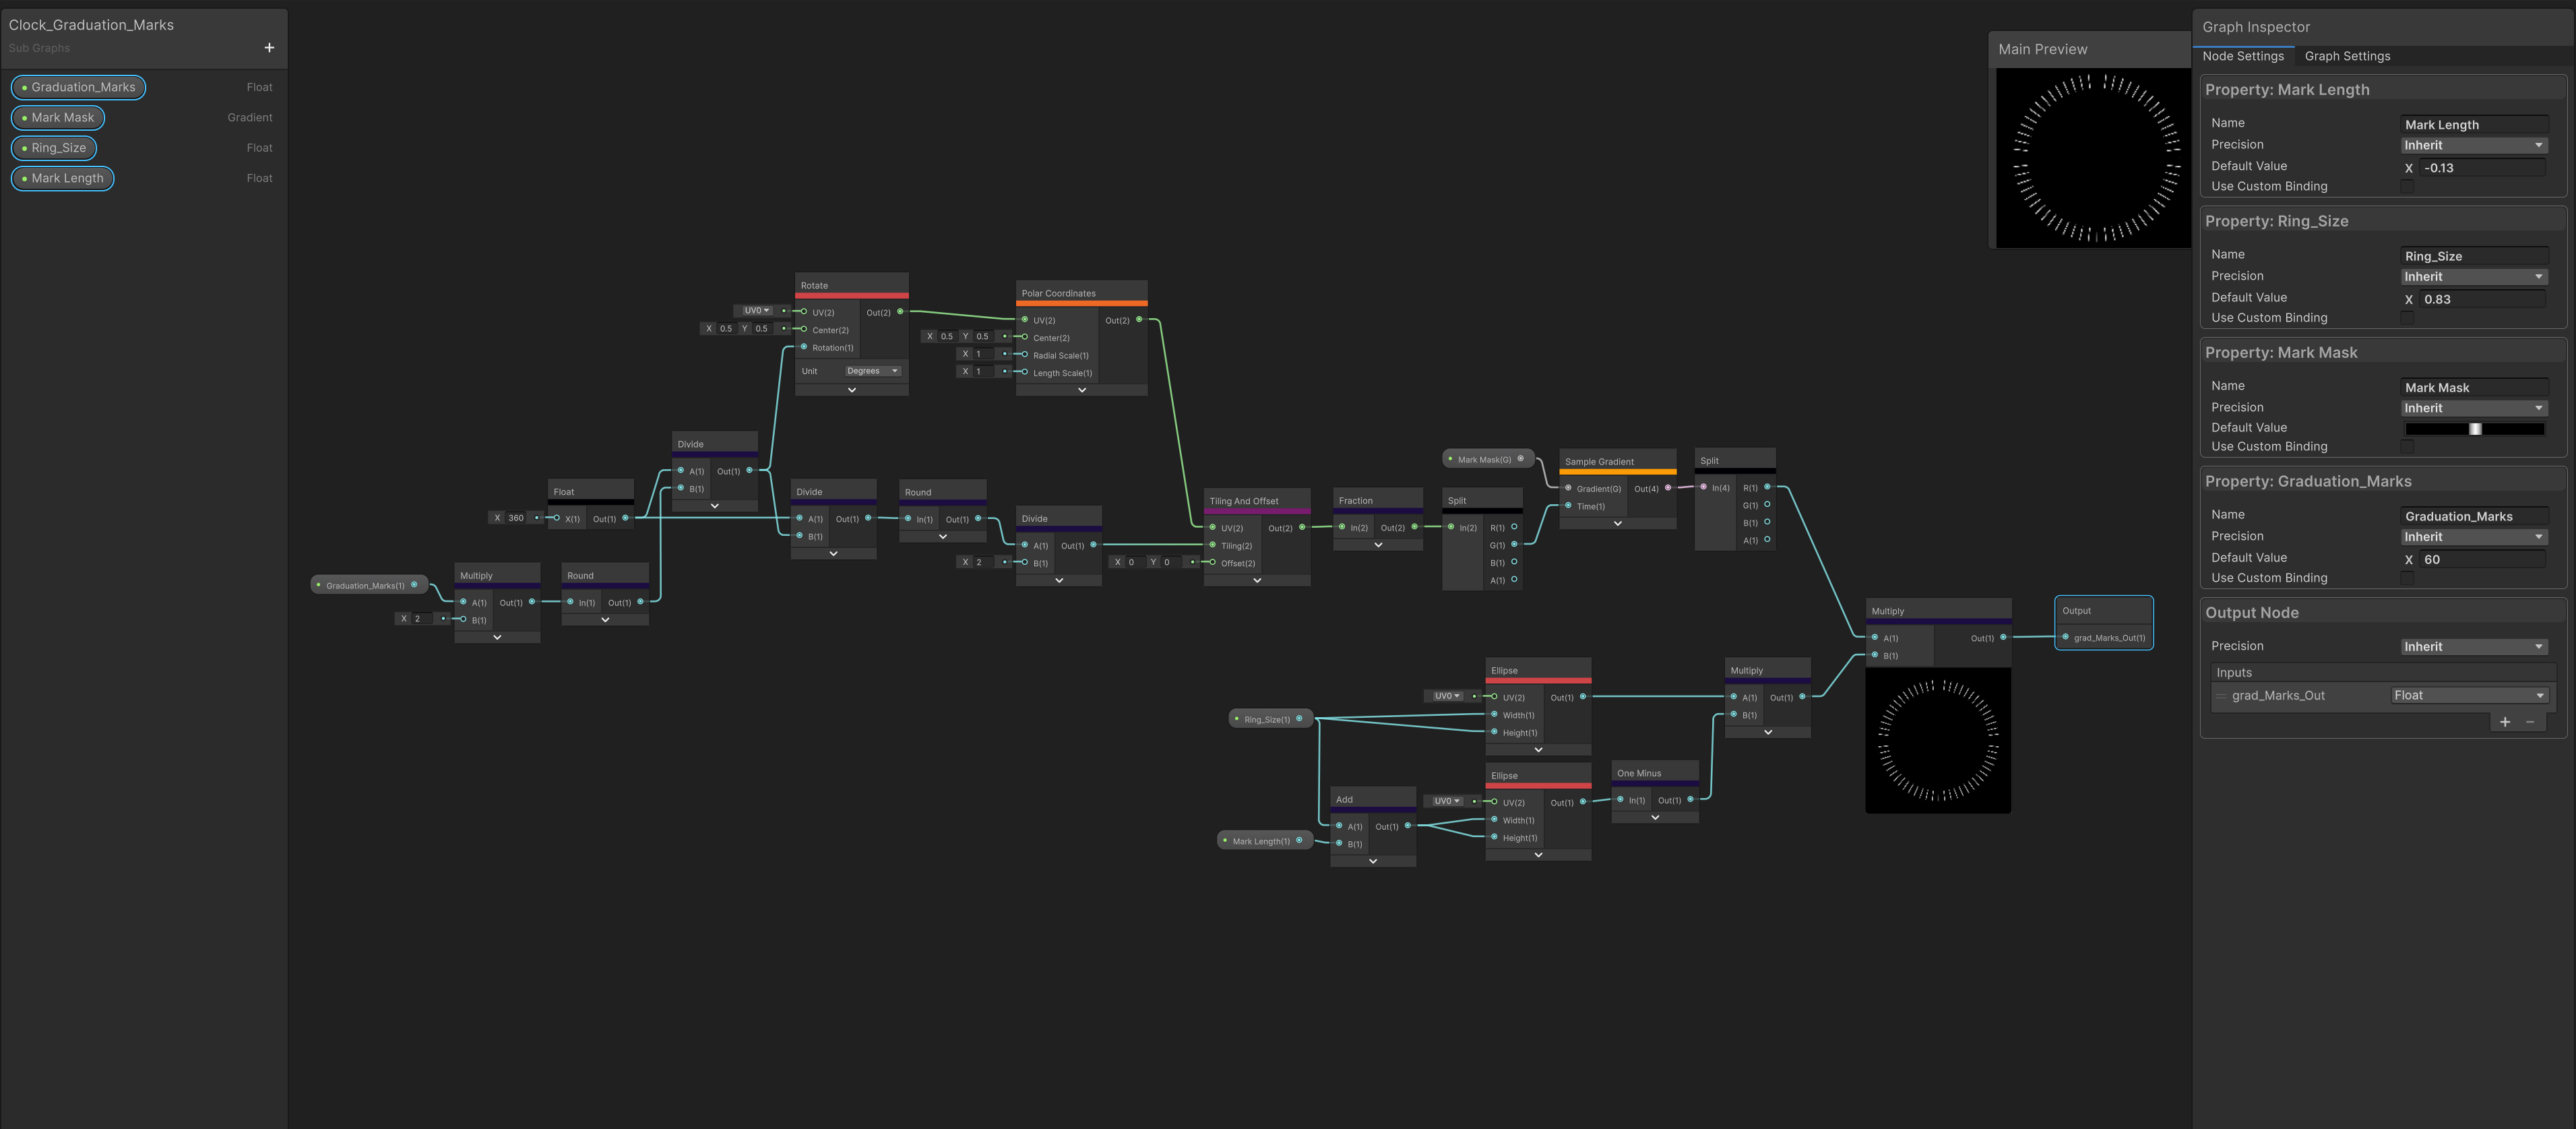 Clock_Graduation_Marks
Sub Graphs
+
Graduation_Marks Float
Mark Mask Gradient
Ring_Size Float
Mark Length Float
Rotate
UV0 UV(2) Out(2)
X 0.5 Y 0.5 Center(2)
Rotation(1)
Unit Degrees
Polar Coordinates
UV(2) Out(2)
X 0.5 Y 0.5 Center(2)
X 1 Radial Scale(1)
X 1 Length Scale(1)
Divide
A(1) Out(1)
B(1)
Float
X 360 X(1) Out(1)
Graduation_Marks(1)
Multiply
A(1) Out(1)
X 2 B(1)
Round
In(1) Out(1)
Divide
A(1) Out(1)
B(1)
Round
In(1) Out(1)
Divide
A(1) Out(1)
X 2 B(1)
Tiling And Offset
UV(2) Out(2)
Tiling(2)
X 0 Y 0 Offset(2)
Fraction
In(2) Out(2)
Split
In(2) R(1)
G(1)
B(1)
A(1)
Mark Mask(G)
Sample Gradient
Gradient(G) Out(4)
Time(1)
Split
In(4) R(1)
G(1)
B(1)
A(1)
Ring_Size(1)
Mark Length(1)
Add
A(1) Out(1)
B(1)
Ellipse
UV0 UV(2) Out(1)
Width(1)
Height(1)
Ellipse
UV0 UV(2) Out(1)
Width(1)
Height(1)
One Minus
In(1) Out(1)
Multiply
A(1) Out(1)
B(1)
Multiply
A(1) Out(1)
B(1)
Output
grad_Marks_Out(1)
Main Preview
Graph Inspector
Node Settings Graph Settings
Property: Mark Length
Name Mark Length
Precision Inherit
Default Value X -0.13
Use Custom Binding
Property: Ring_Size
Name Ring_Size
Precision Inherit
Default Value X 0.83
Use Custom Binding
Property: Mark Mask
Name Mark Mask
Precision Inherit
Default Value
Use Custom Binding
Property: Graduation_Marks
Name Graduation_Marks
Precision Inherit
Default Value X 60
Use Custom Binding
Output Node
Precision Inherit
Inputs
grad_Marks_Out Float
+ −